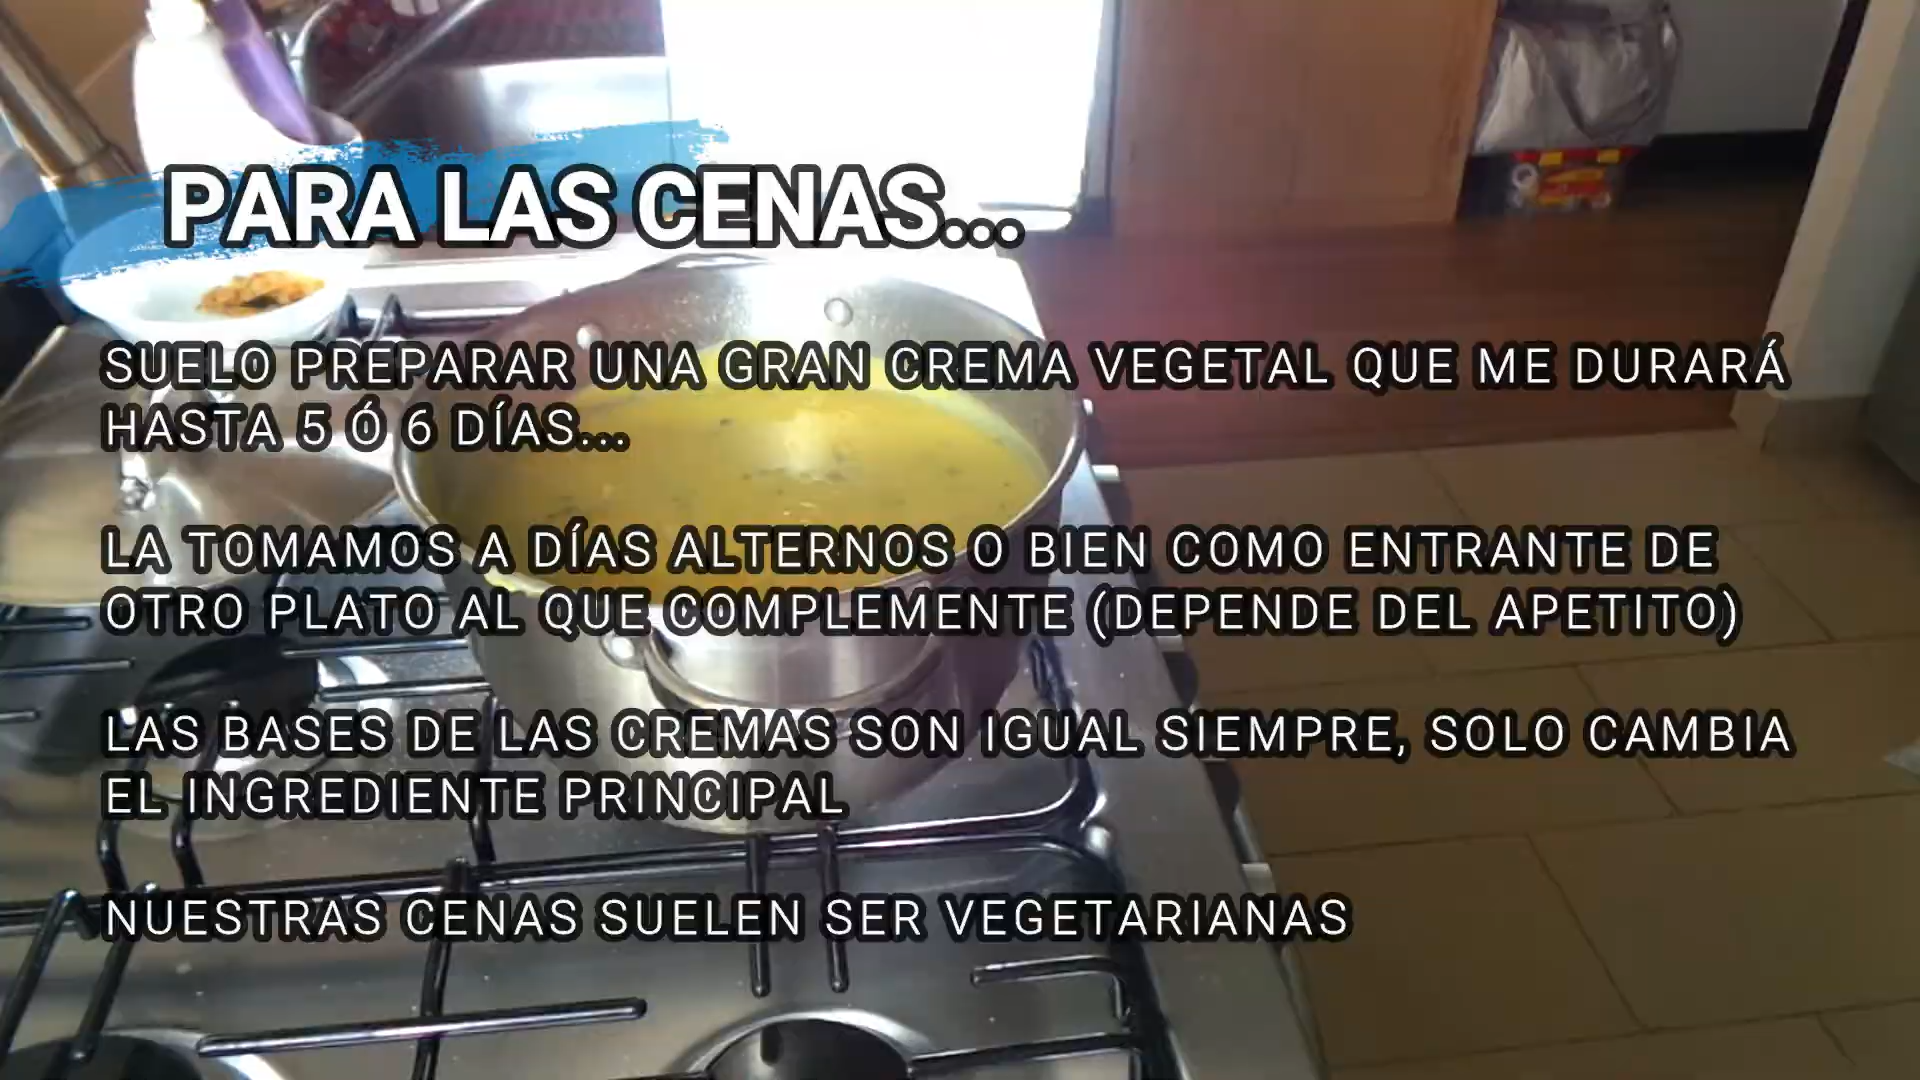 PARA LAS CENAS...
SUELO PREPARAR UNA GRAN CREMA VEGETAL QUE ME DURARÁ
HASTA 5 Ó 6 DÍAS...
LA TOMAMOS A DÍAS ALTERNOS O BIEN COMO ENTRANTE DE
OTRO PLATO AL QUE COMPLEMENTE (DEPENDE DEL APETITO)
LAS BASES DE LAS CREMAS SON IGUAL SIEMPRE, SOLO CAMBIA
EL INGREDIENTE PRINCIPAL
NUESTRAS CENAS SUELEN SER VEGETARIANAS